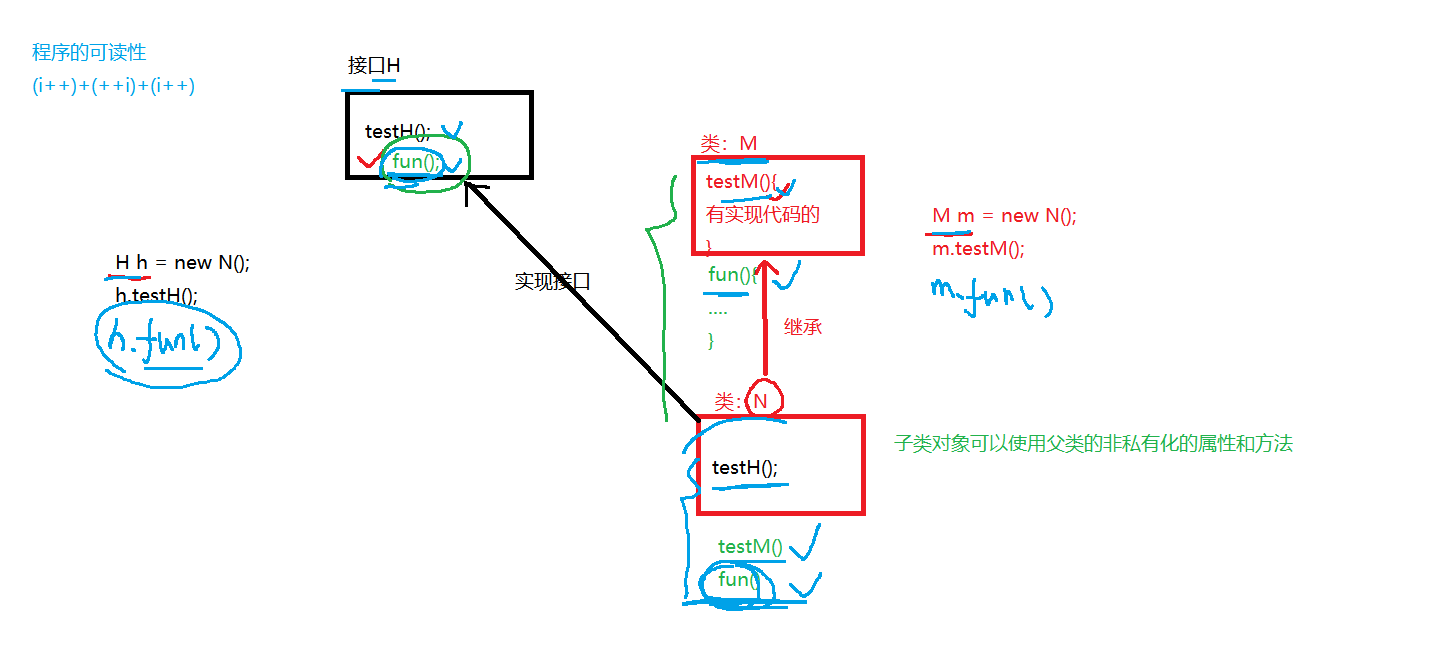 程序的可读性
(i++)+(++i)+(i++)
接口H
testH();
fun();
类：M
testM(){
有实现代码的
}
fun(){
....
}
M m = new N();
m.testM();
m.fun()
H h = new N();
h.testH();
h.fun()
实现接口
继承
类：N
testH();
子类对象可以使用父类的非私有化的属性和方法
testM()
fun()